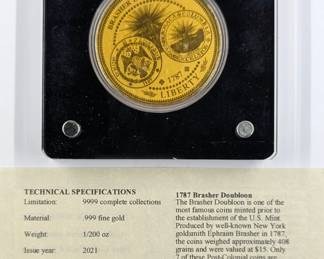 BRASHER
1787
LIBERTY
TECHNICAL SPECIFICATIONS
Limitation: 9999 complete collections
Material: .999 fine gold
Weight: 1/200 oz
Issue year: 2021
1787 Brasher Doubloon
The Brasher Doubloon is one of the
most famous coins minted prior to
the establishment of the U.S. Mint.
Produced by well-known New York
goldsmith Ephraim Brasher in 1787,
the coins weighed approximately 408
grains and were valued at $15. Only
7 of these Post-Colonial coins are